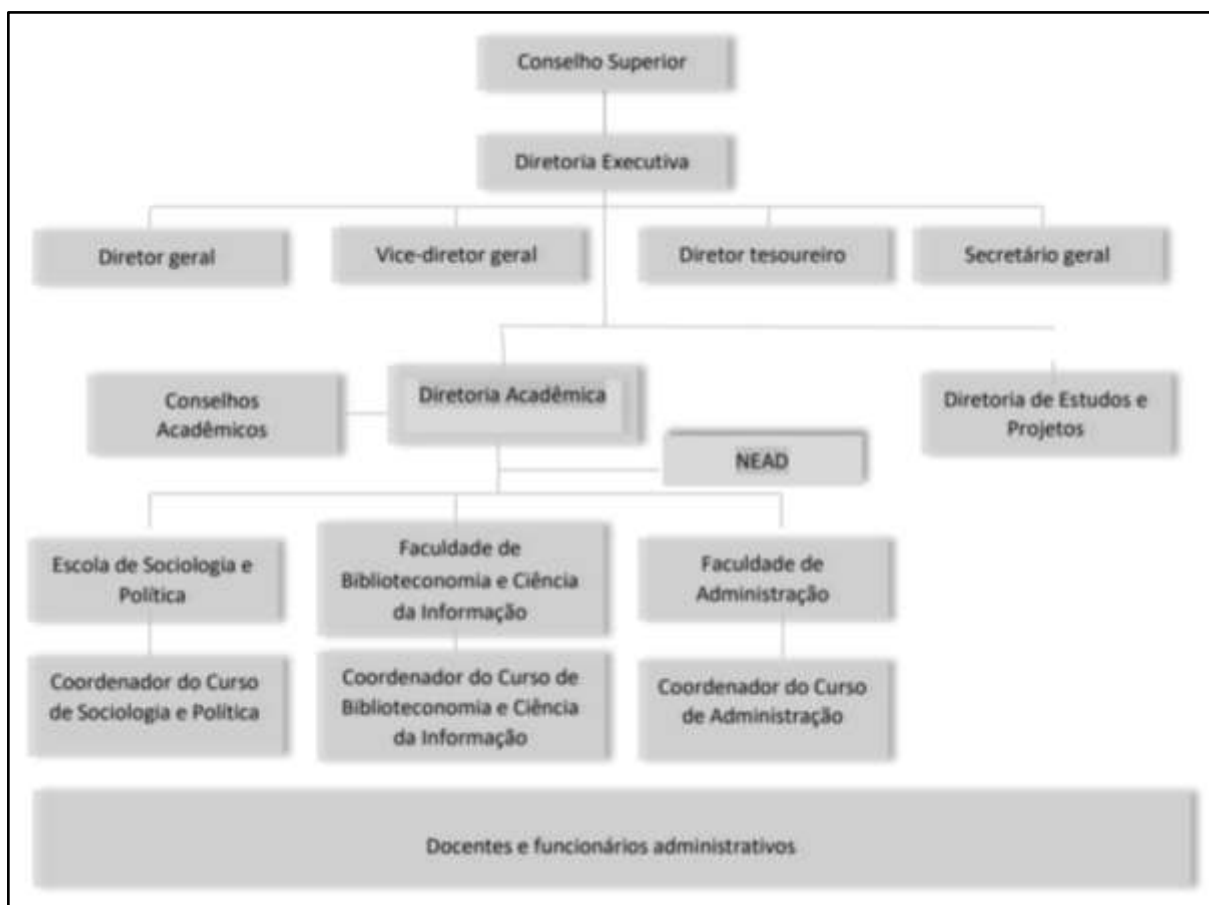 Conselho Superior
Diretoria Executiva
Diretor geral
Vice-diretor geral
Diretor tesoureiro
Secretário geral
Conselhos
Acadêmicos
Diretoria Acadêmica
Diretoria de Estudos e
Projetos
NEAD
Escola de Sociologia e
Política
Faculdade de
Biblioteconomia e Ciência
da Informação
Faculdade de
Administração
Coordenador do Curso
de Sociologia e Política
Coordenador do Curso de
Biblioteconomia e Ciência
da Informação
Coordenador do Curso
de Administração
Docentes e funcionários administrativos